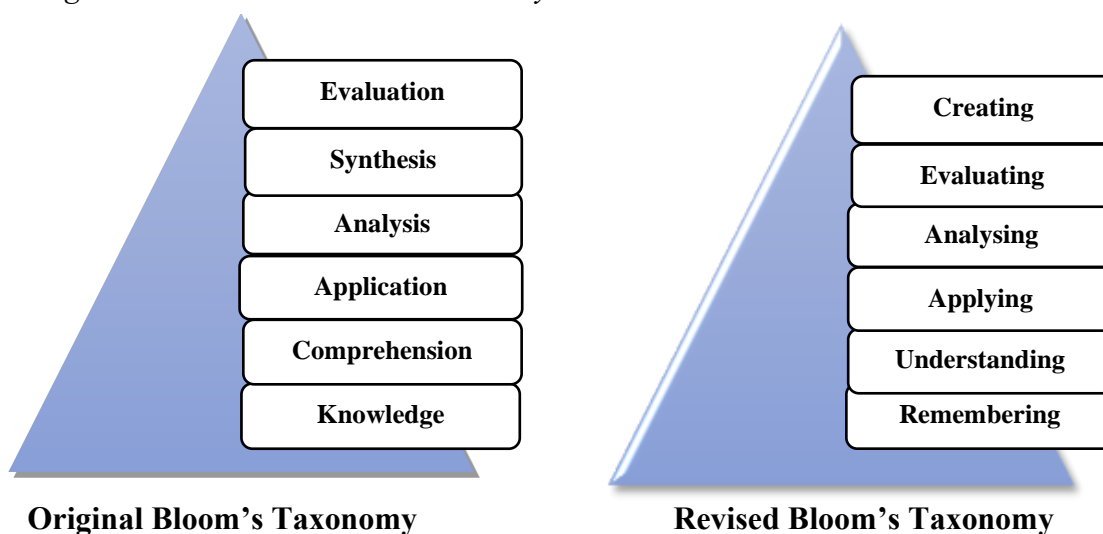 Evaluation
Synthesis
Analysis
Application
Comprehension
Knowledge
Original Bloom’s Taxonomy
Creating
Evaluating
Analysing
Applying
Understanding
Remembering
Revised Bloom’s Taxonomy